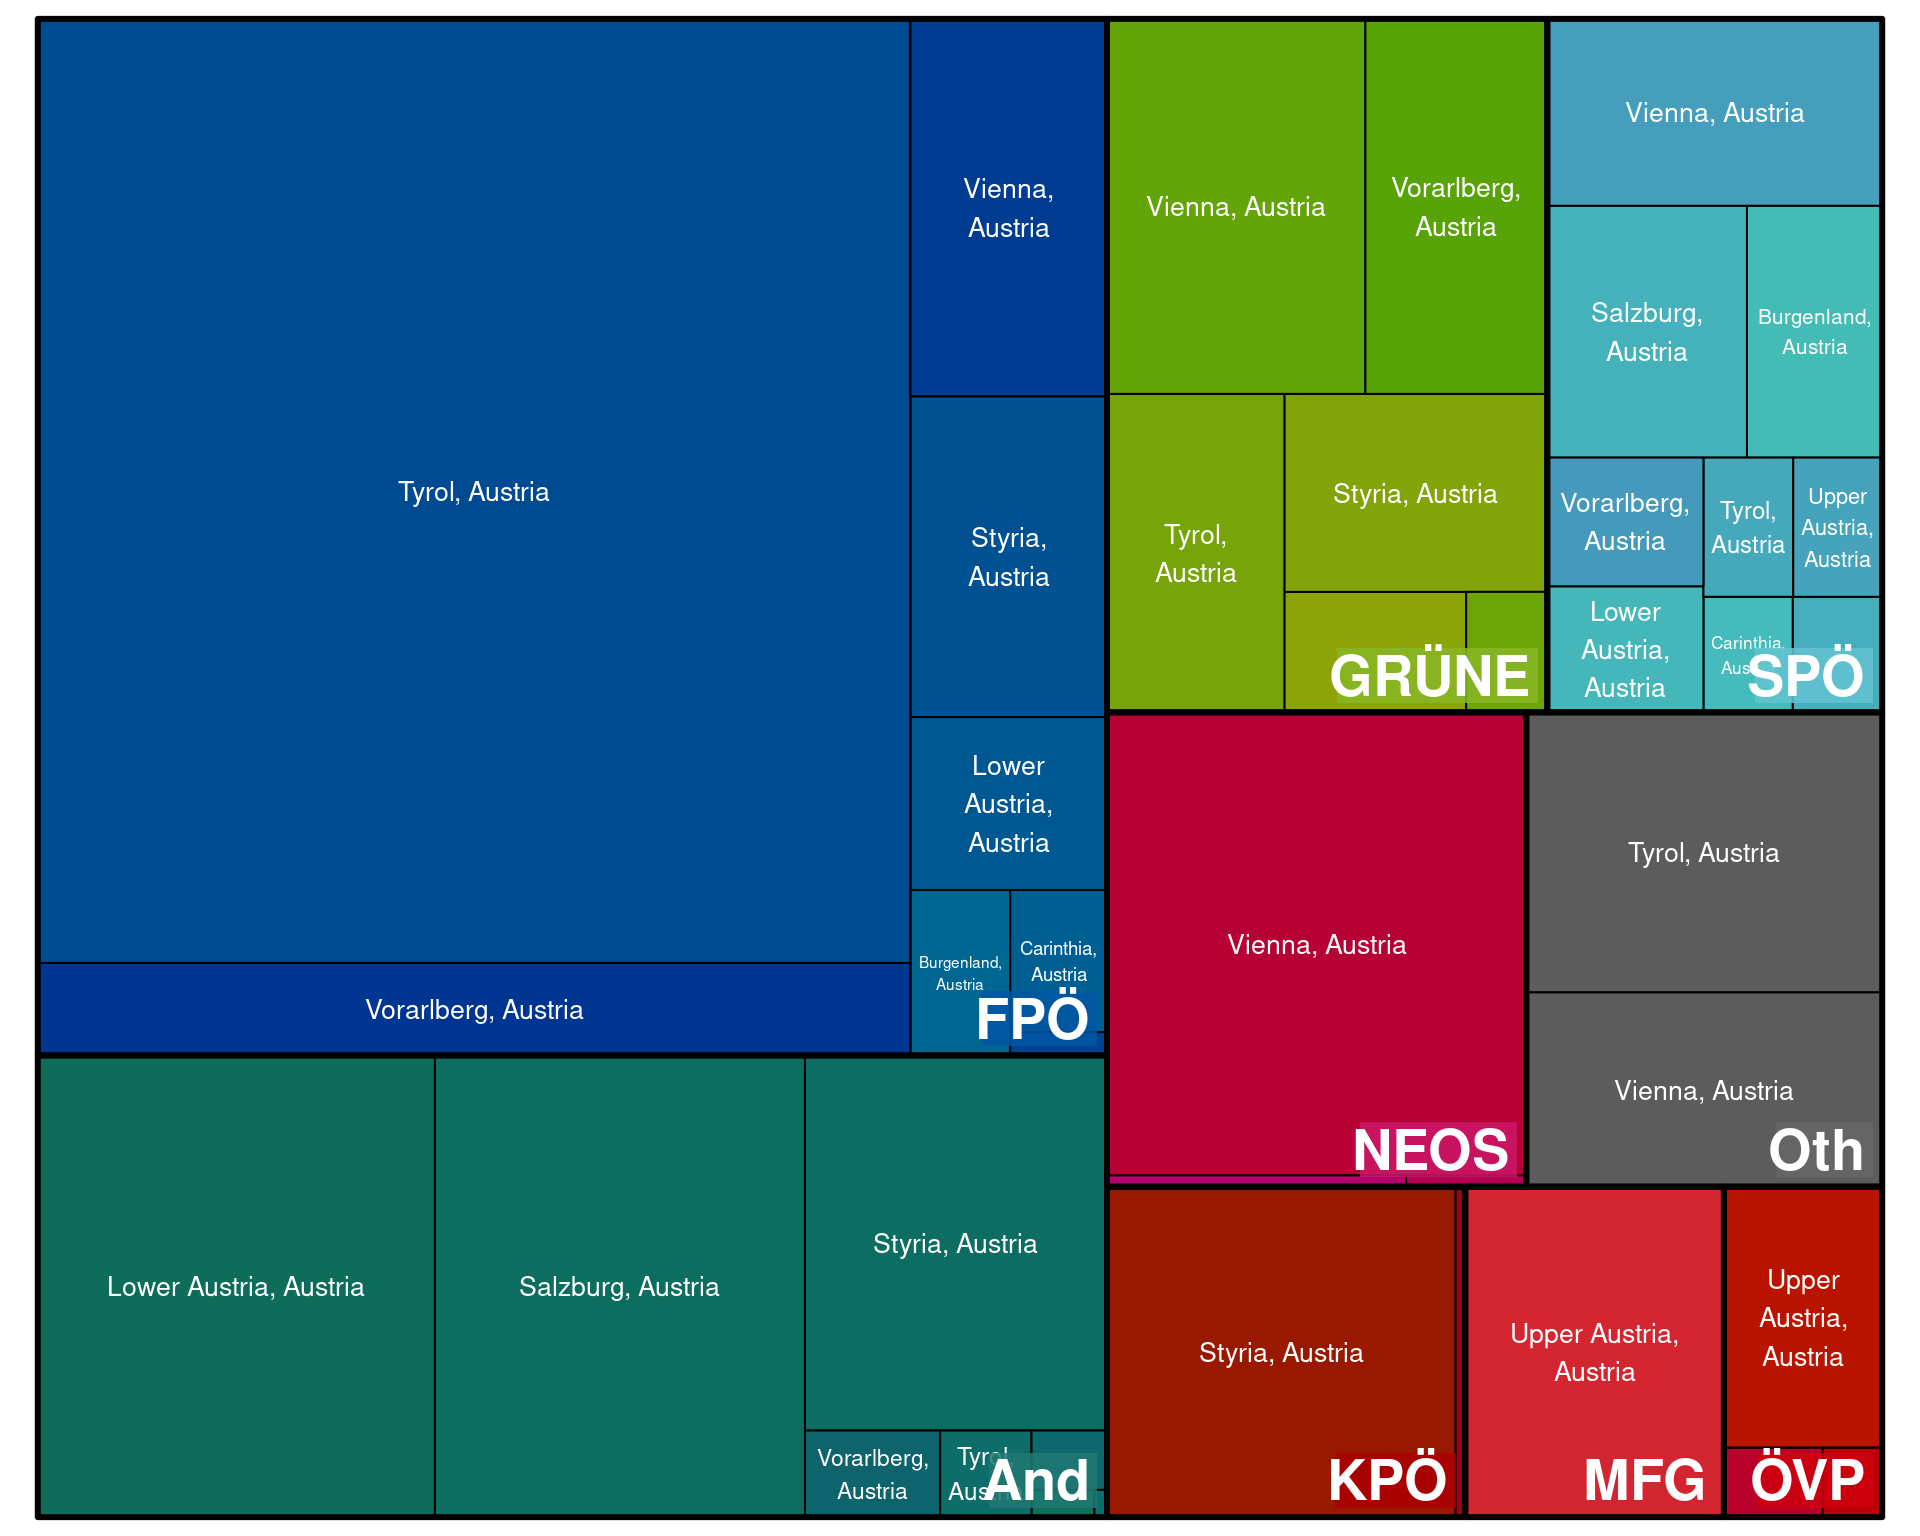 Tyrol, Austria
Vorarlberg, Austria
Vienna,
Austria
Styria,
Austria
Lower
Austria,
Austria
Burgenland,
Austria
Carinthia,
Austria
FPÖ
Lower Austria, Austria
Salzburg, Austria
Styria, Austria
Vorarlberg,
Austria
And
Vienna, Austria
Vorarlberg,
Austria
Tyrol,
Austria
Styria, Austria
GRÜNE
Vienna, Austria
Salzburg,
Austria
Burgenland,
Austria
Vorarlberg,
Austria
Tyrol,
Austria
Upper
Austria,
Austria
Lower
Austria,
Austria
Carinthia,
SPÖ
Vienna, Austria
NEOS
Tyrol, Austria
Vienna, Austria
Oth
Styria, Austria
KPÖ
Upper Austria,
Austria
MFG
Upper
Austria,
Austria
ÖVP